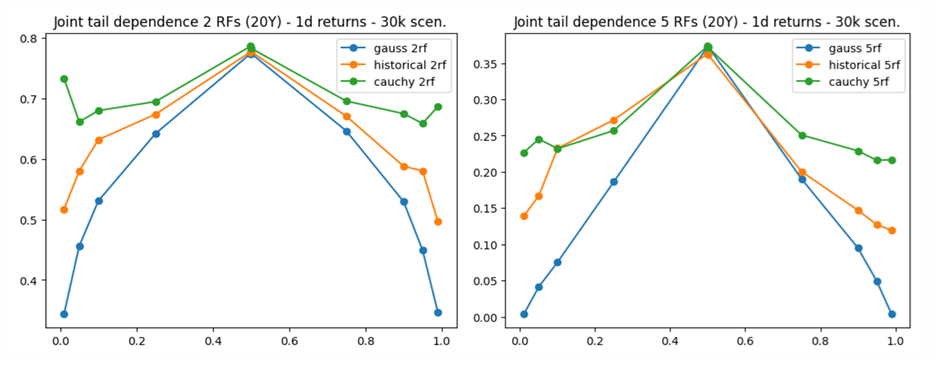 Joint tail dependence 2 RFs (20Y) - 1d returns - 30k scen.
gauss 2rf
historical 2rf
cauchy 2rf
0.8
0.7
0.6
0.5
0.4
0.0 0.2 0.4 0.6 0.8 1.0
Joint tail dependence 5 RFs (20Y) - 1d returns - 30k scen.
gauss 5rf
historical 5rf
cauchy 5rf
0.35
0.30
0.25
0.20
0.15
0.10
0.05
0.00
0.0 0.2 0.4 0.6 0.8 1.0